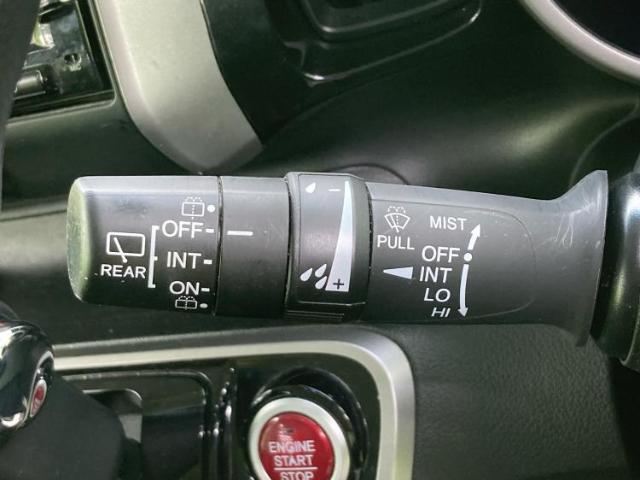 REAR
OFF-
INT-
ON-
-
+
PULL
MIST
OFF
INT
LO
HI
ENGINE
START
STOP